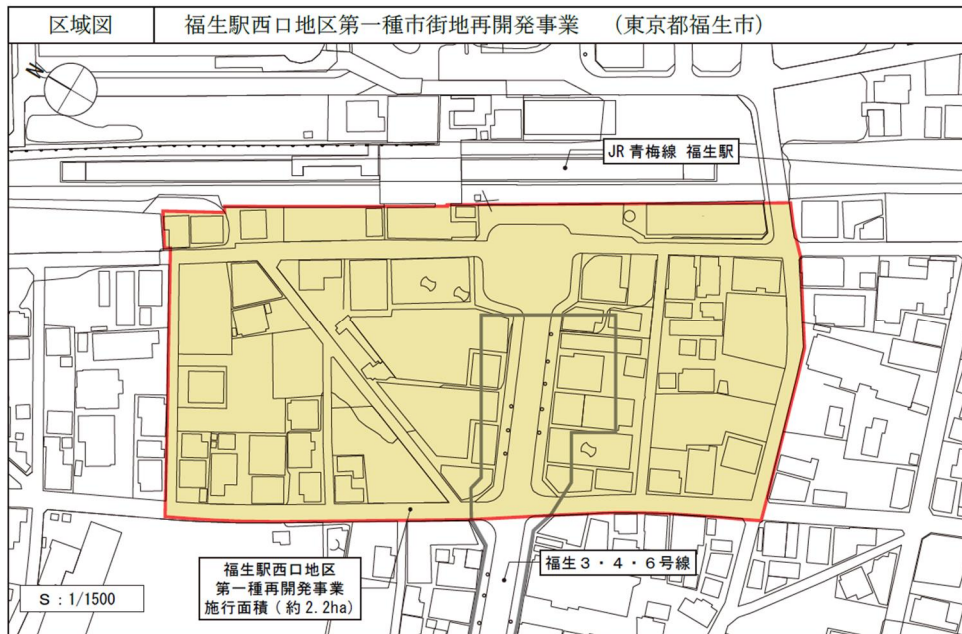 区域図
福生駅西口地区第一種市街地再開発事業 （東京都福生市）
N
JR 青梅線 福生駅
福生駅西口地区
第一種再開発事業
施行面積 ( 約2.2ha)
福生３・４・６号線
S : 1/1500